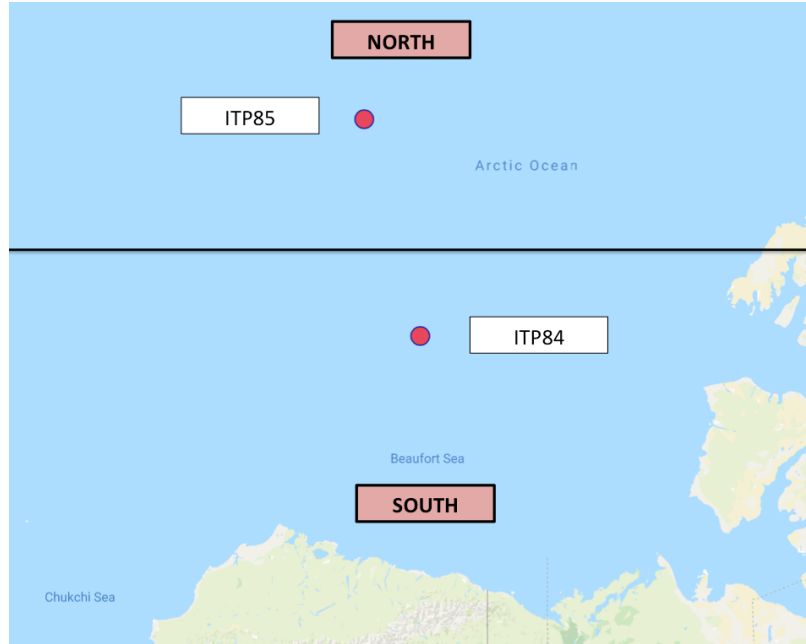 NORTH
ITP85
Arctic Ocean
ITP84
Beaufort Sea
SOUTH
Chukchi Sea